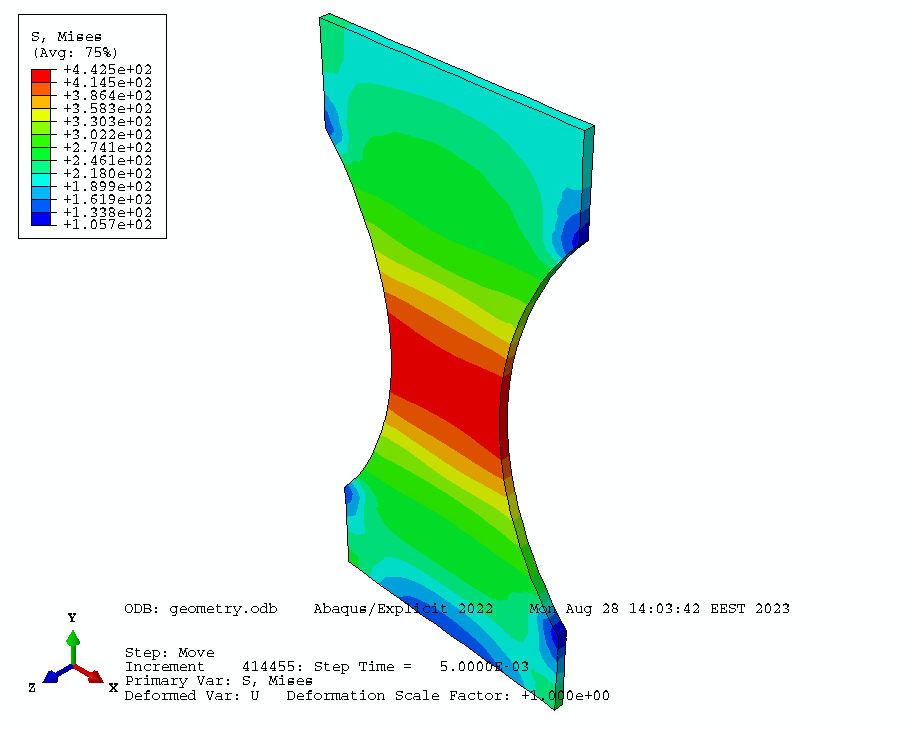 S, Mises
(Avg: 75%)
+4.425e+02
+4.145e+02
+3.864e+02
+3.583e+02
+3.303e+02
+3.022e+02
+2.741e+02
+2.461e+02
+2.180e+02
+1.899e+02
+1.619e+02
+1.338e+02
+1.057e+02
ODB: geometry.odb    Abaqus/Explicit 2022    Mon Aug 28 14:03:42 EEST 2023
Y
Z
X
Step: Move
Increment    414455: Step Time =    5.0000E-03
Primary Var: S, Mises
Deformed Var: U   Deformation Scale Factor: +1.000e+00